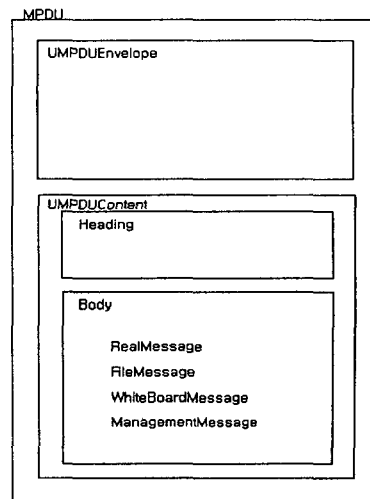 MPDU
UMPDUEnvelope
UMPDUContent
Heading
Body
RealMessage
FileMessage
WhiteBoardMessage
ManagementMessage